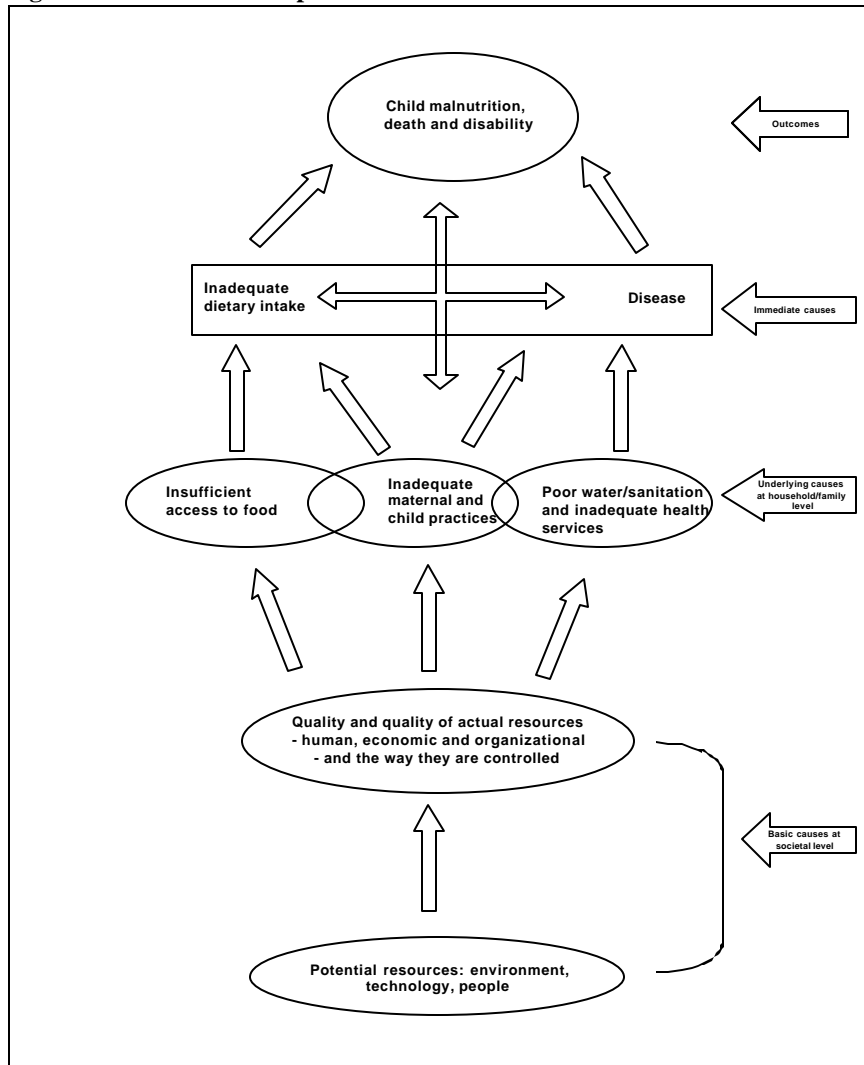 Child malnutrition,
death and disability
Outcomes
Inadequate
dietary intake
Disease
Immediate causes
Insufficient
access to food
Inadequate
maternal and
child practices
Poor water/sanitation
and inadequate health
services
Underlying causes
at household/family
level
Quality and quality of actual resources
- human, economic and organizational
- and the way they are controlled
Basic causes at
societal level
Potential resources: environment,
technology, people